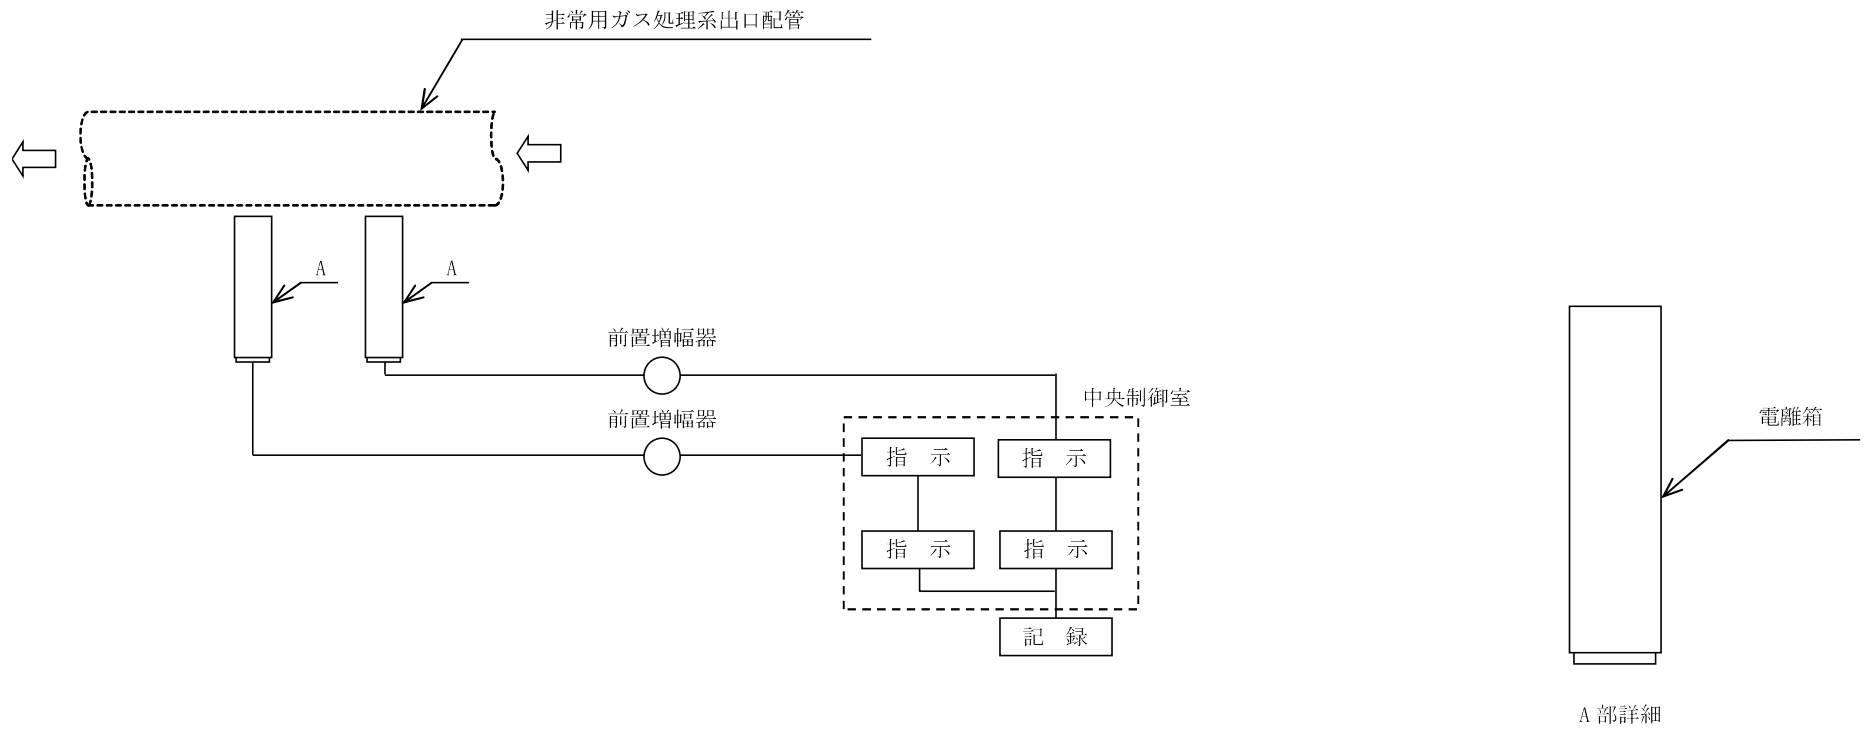 非常用ガス処理系出口配管
A
A
前置増幅器
中央制御室
前置増幅器
電離箱
指 示
指 示
指 示
指 示
記 録
A 部詳細